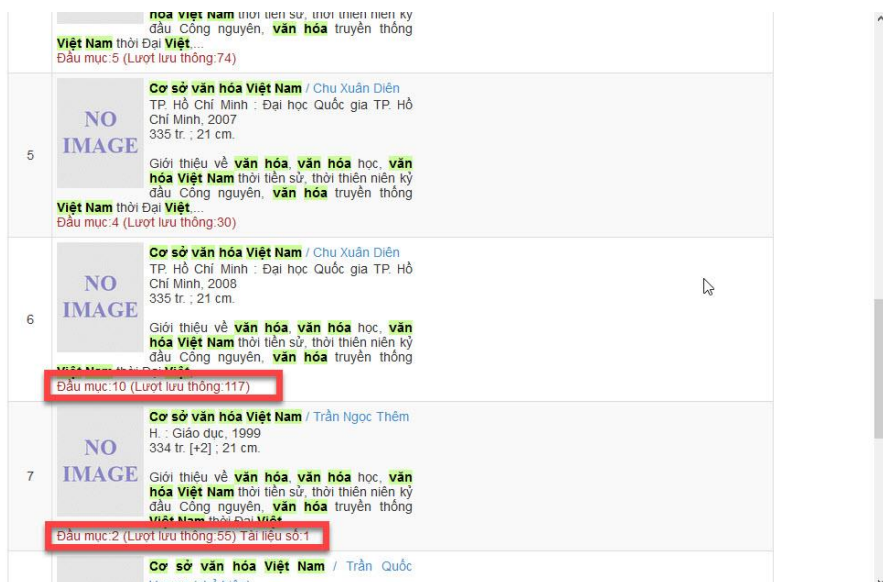 hóa Việt Nam thời tiền sử, thời thiên niên kỷ
đầu Công nguyên, văn hóa truyền thống
Việt Nam thời Đại Việt,...
Đầu mục:5 (Lượt lưu thông:74)
5
NO
IMAGE
Cơ sở văn hóa Việt Nam / Chu Xuân Diên
TP. Hồ Chí Minh : Đại học Quốc gia TP. Hồ
Chí Minh, 2007
335 tr. ; 21 cm.
Giới thiệu về văn hóa, văn hóa học, văn
hóa Việt Nam thời tiền sử, thời thiên niên kỷ
đầu Công nguyên, văn hóa truyền thống
Việt Nam thời Đại Việt,...
Đầu mục:4 (Lượt lưu thông:30)
6
NO
IMAGE
Cơ sở văn hóa Việt Nam / Chu Xuân Diên
TP. Hồ Chí Minh : Đại học Quốc gia TP. Hồ
Chí Minh, 2008
335 tr. ; 21 cm.
Giới thiệu về văn hóa, văn hóa học, văn
hóa Việt Nam thời tiền sử, thời thiên niên kỷ
đầu Công nguyên, văn hóa truyền thống
Việt Nam thời Đại Việt,...
Đầu mục:10 (Lượt lưu thông:117)
7
NO
IMAGE
Cơ sở văn hóa Việt Nam / Trần Ngọc Thêm
H. : Giáo dục, 1999
334 tr. [+2] ; 21 cm.
Giới thiệu về văn hóa, văn hóa học, văn
hóa Việt Nam thời tiền sử, thời thiên niên kỷ
đầu Công nguyên, văn hóa truyền thống
Việt Nam thời Đại Việt,...
Đầu mục:2 (Lượt lưu thông:55) Tài liệu số:1
Cơ sở văn hóa Việt Nam / Trần Quốc